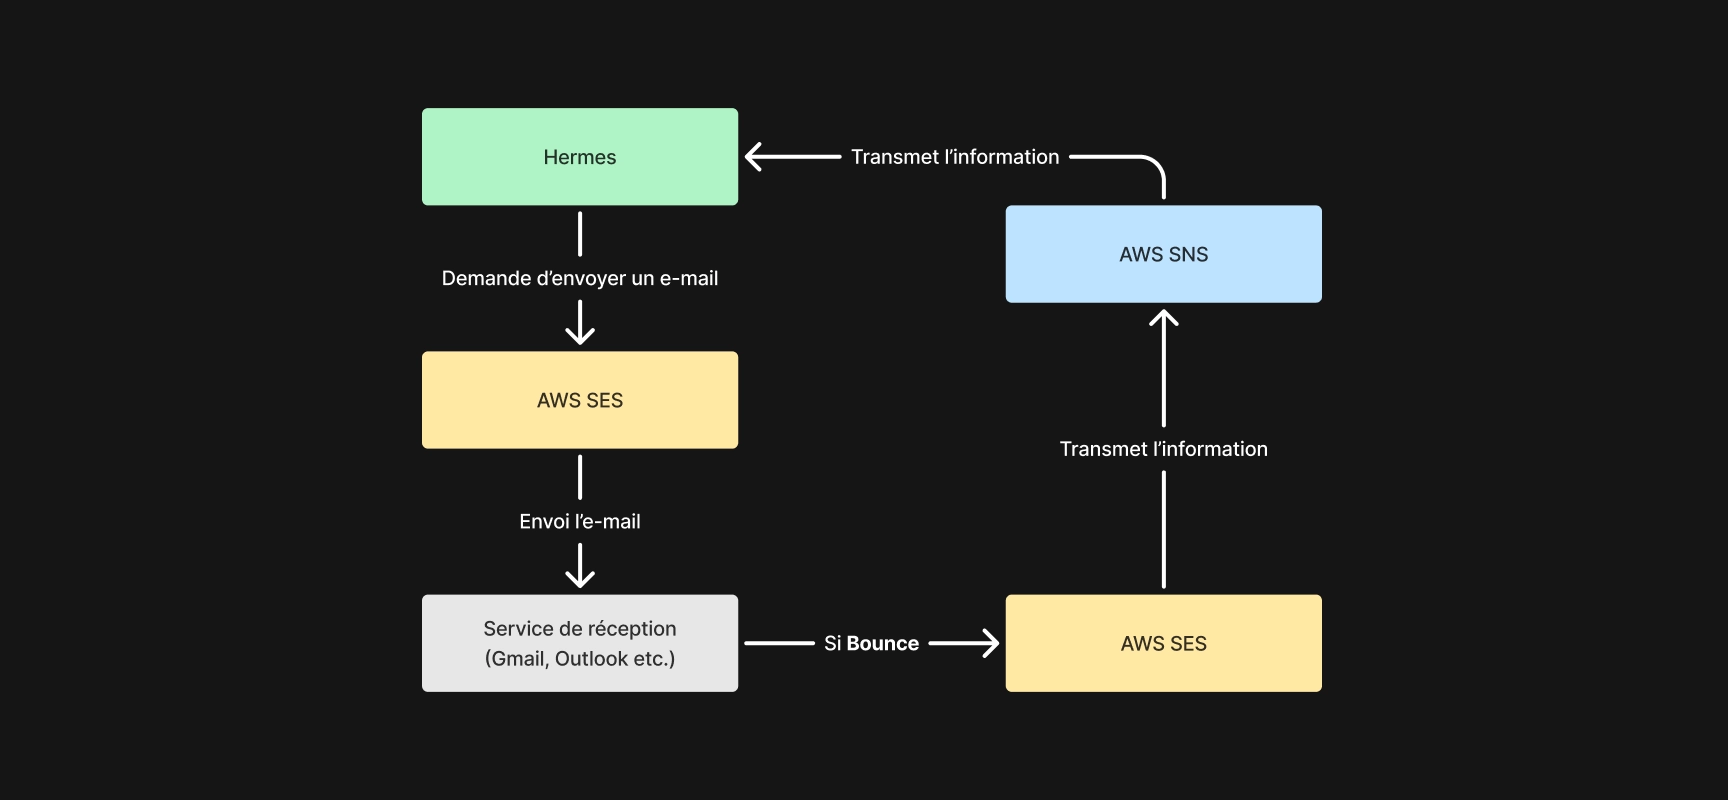 Hermes
Transmet l’information
AWS SNS
Demande d’envoyer un e-mail
AWS SES
Transmet l’information
Envoi l’e-mail
Service de réception
(Gmail, Outlook etc.)
Si Bounce
AWS SES